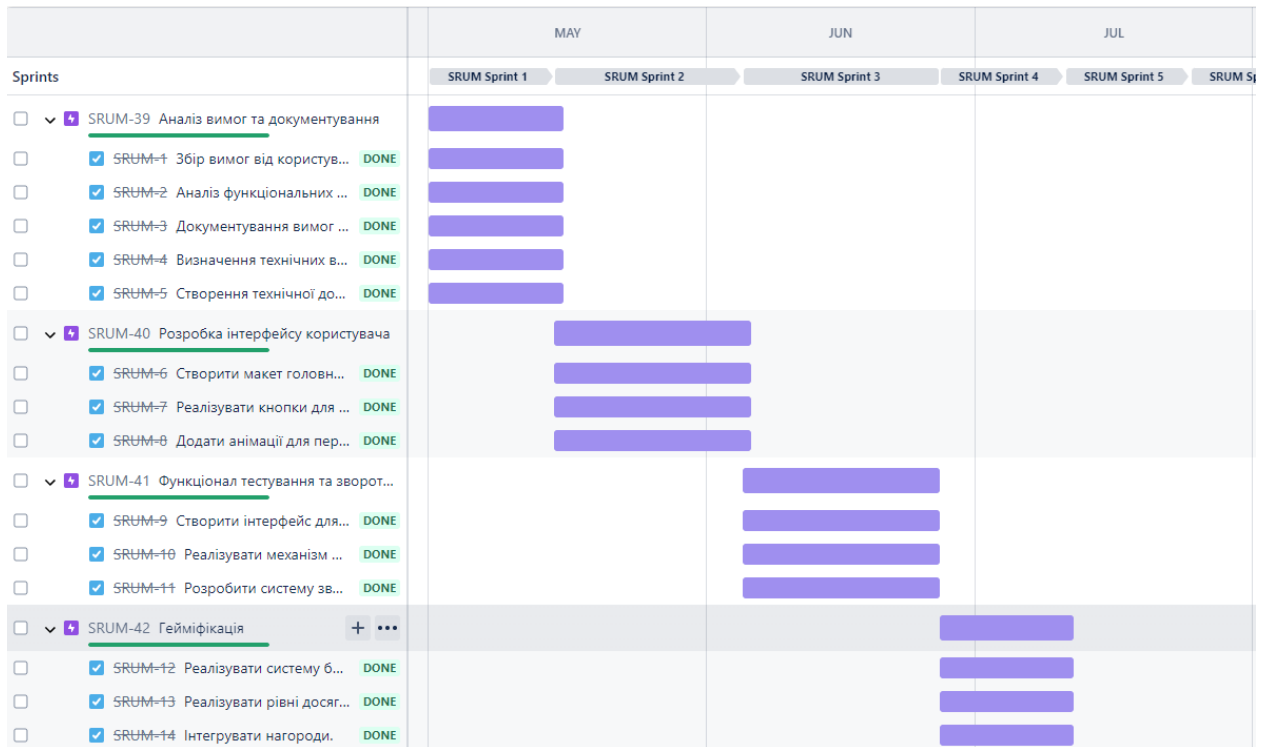 MAY JUN JUL
Sprints SRUM Sprint 1 SRUM Sprint 2 SRUM Sprint 3 SRUM Sprint 4 SRUM Sprint 5 SRUM Sp
SRUM-39 Аналіз вимог та документування
SRUM-1 Збір вимог від користув... DONE
SRUM-2 Аналіз функціональних ... DONE
SRUM-3 Документування вимог ... DONE
SRUM-4 Визначення технічних в... DONE
SRUM-5 Створення технічної до... DONE
SRUM-40 Розробка інтерфейсу користувача
SRUM-6 Створити макет головн... DONE
SRUM-7 Реалізувати кнопки для ... DONE
SRUM-8 Додати анімації для пер... DONE
SRUM-41 Функціонал тестування та зворот...
SRUM-9 Створити інтерфейс для... DONE
SRUM-10 Реалізувати механізм ... DONE
SRUM-11 Розробити систему зв... DONE
SRUM-42 Гейміфікація
SRUM-12 Реалізувати систему б... DONE
SRUM-13 Реалізувати рівні досяг... DONE
SRUM-14 Інтегрувати нагороди. DONE